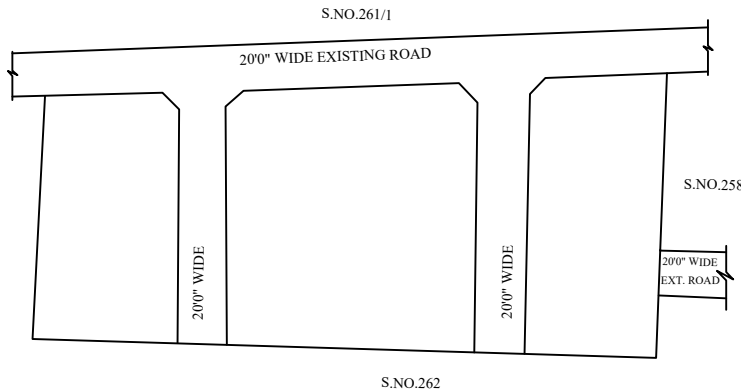 S.NO.261/1
20'0" WIDE EXISTING ROAD
S.NO.258
20'0" WIDE
20'0" WIDE
20'0" WIDE
EXT. ROAD
S.NO.262